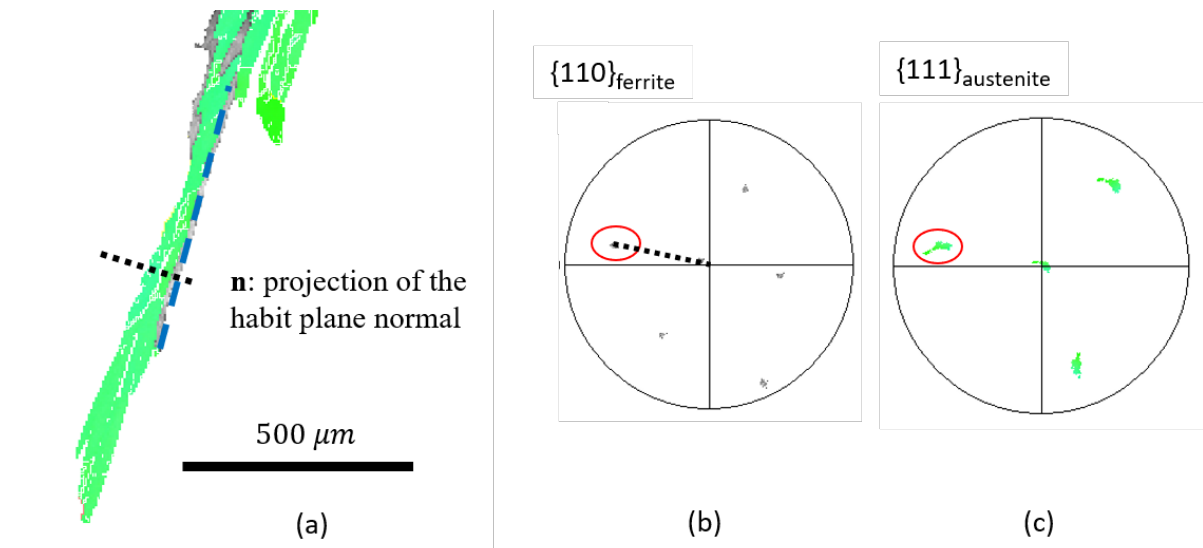 {110}ferrite
{111}austenite
n: projection of the
habit plane normal
500 μm
(a)
(b)
(c)